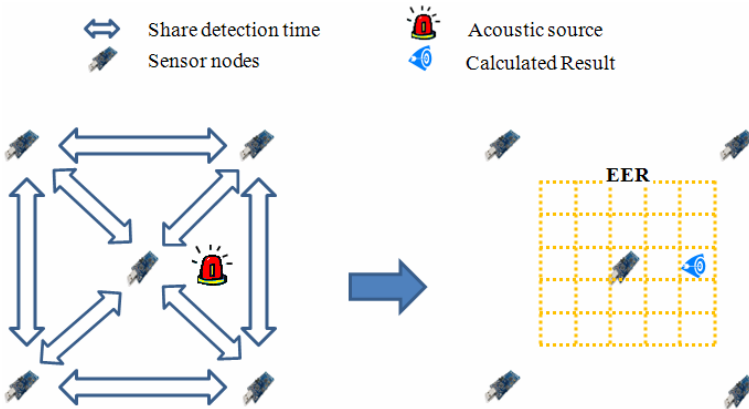 Share detection time
Acoustic source
Sensor nodes
Calculated Result
EER